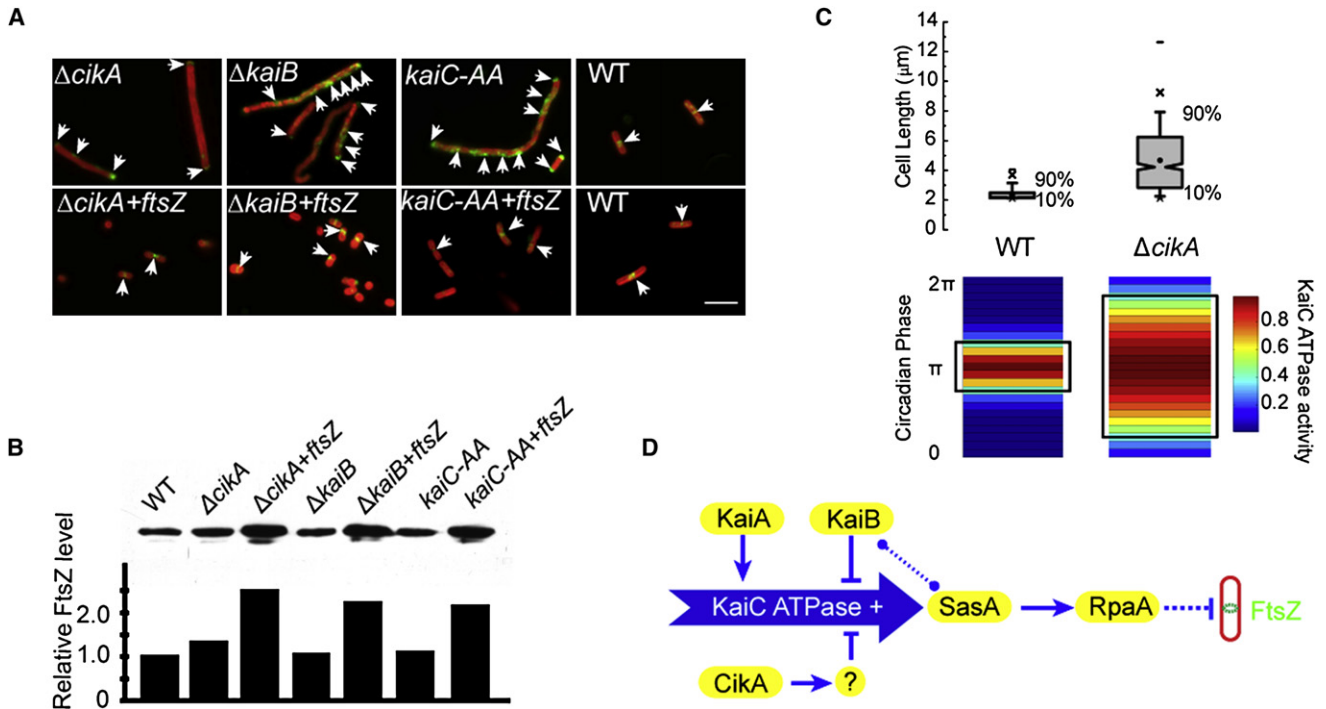 A
ΔcikA
ΔkaiB
kaiC-AA
WT
ΔcikA+ftsZ
ΔkaiB+ftsZ
kaiC-AA+ftsZ
WT
B
WT
ΔcikA
ΔcikA+ftsZ
ΔkaiB
ΔkaiB+ftsZ
kaiC-AA
kaiC-AA+ftsZ
Relative FtsZ level
2.0
1.0
0
C
Cell Length (μm)
14
12
10
8
6
4
2
0
90%
10%
90%
10%
WT
ΔcikA
Circadian Phase
2π
π
0
0.8
0.6
0.4
0.2
KaiC ATPase activity
D
KaiA
KaiB
KaiC ATPase +
SasA
RpaA
FtsZ
CikA
?